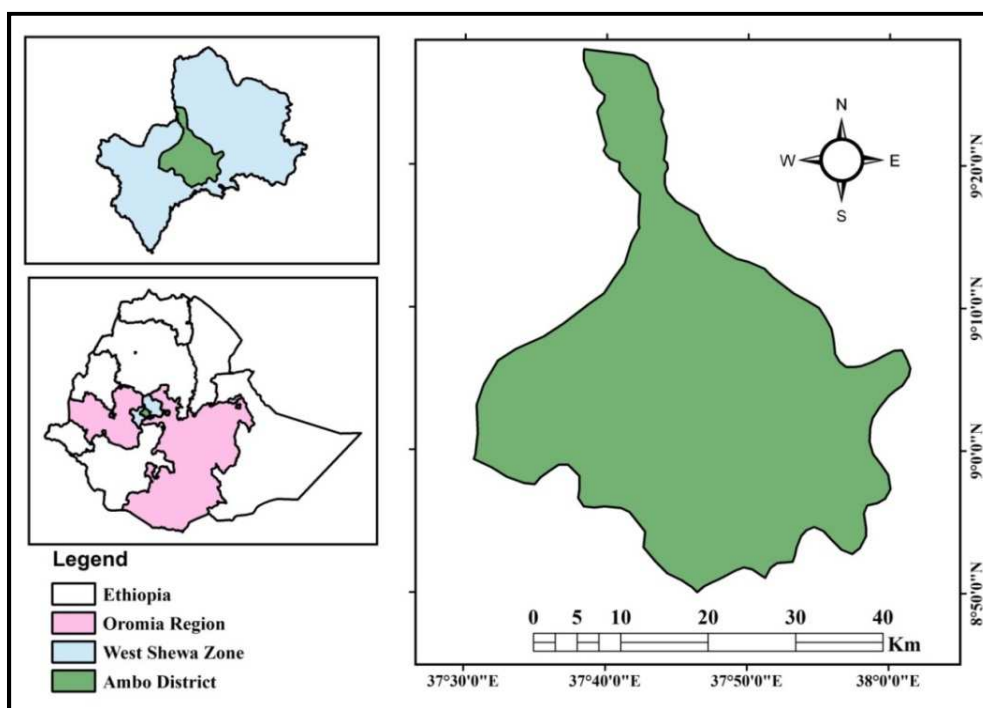 N
W E
S
9°20'0"N
9°10'0"N
9°0'0"N
8°50'0"N
Legend
Ethiopia
Oromia Region
West Shewa Zone
Ambo District
0 5 10 20 30 40
Km
37°30'0"E 37°40'0"E 37°50'0"E 38°0'0"E